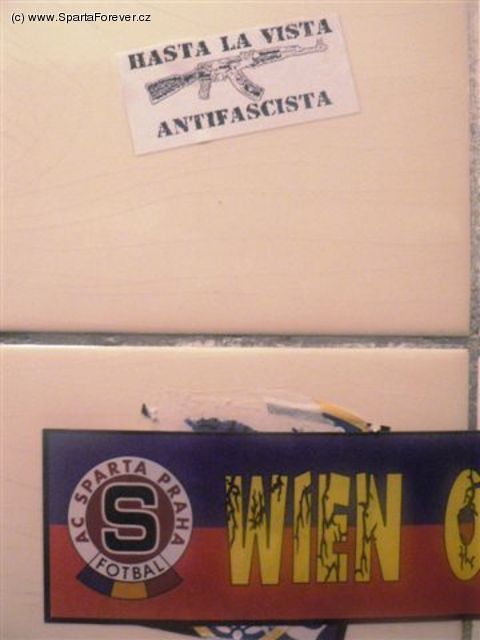 (c) www.SpartaForever.cz
HASTA LA VISTA
ANTIFASCISTA
AC SPARTA PRAHA
S
FOTBAL
WIEN